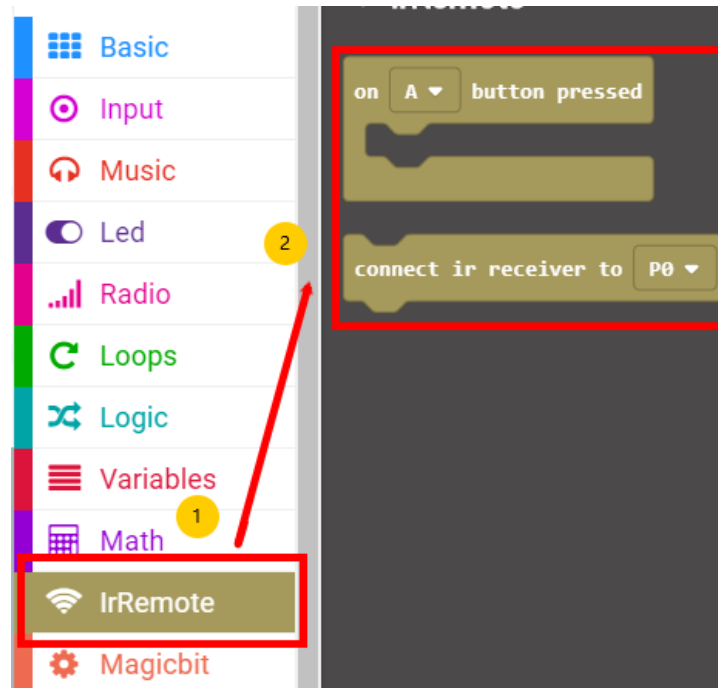 Basic
Input
Music
Led
Radio
Loops
Logic
Variables
Math
IrRemote
Magicbit
1
2
IrRemote
on A button pressed
connect ir receiver to P0